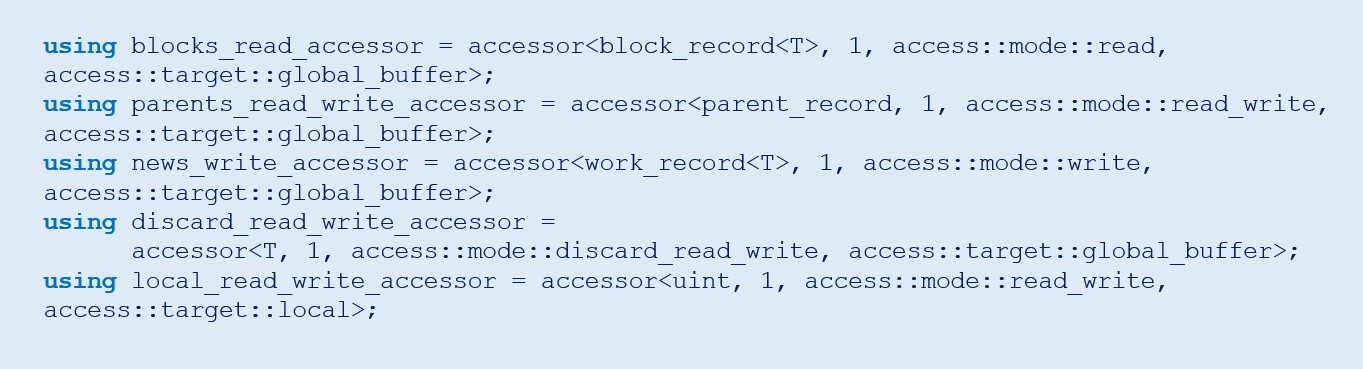 using blocks_read_accessor = accessor<block_record<T>, 1, access::mode::read,
access::target::global_buffer>;
using parents_read_write_accessor = accessor<parent_record, 1, access::mode::read_write,
access::target::global_buffer>;
using news_write_accessor = accessor<work_record<T>, 1, access::mode::write,
access::target::global_buffer>;
using discard_read_write_accessor =
accessor<T, 1, access::mode::discard_read_write, access::target::global_buffer>;
using local_read_write_accessor = accessor<uint, 1, access::mode::read_write,
access::target::local>;